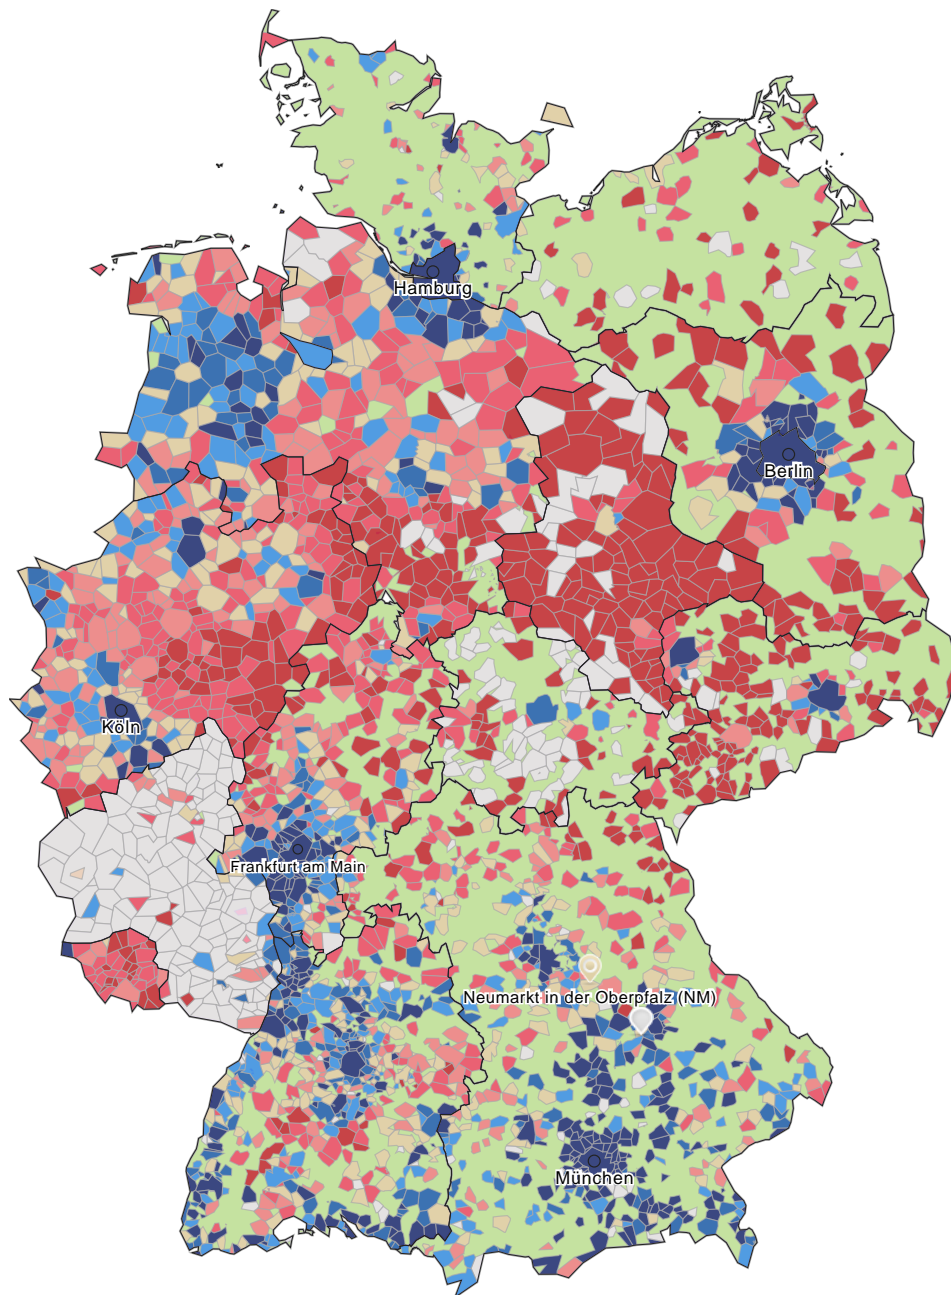 Hamburg
Berlin
Köln
Frankfurt am Main
Neumarkt in der Oberpfalz (NM)
München